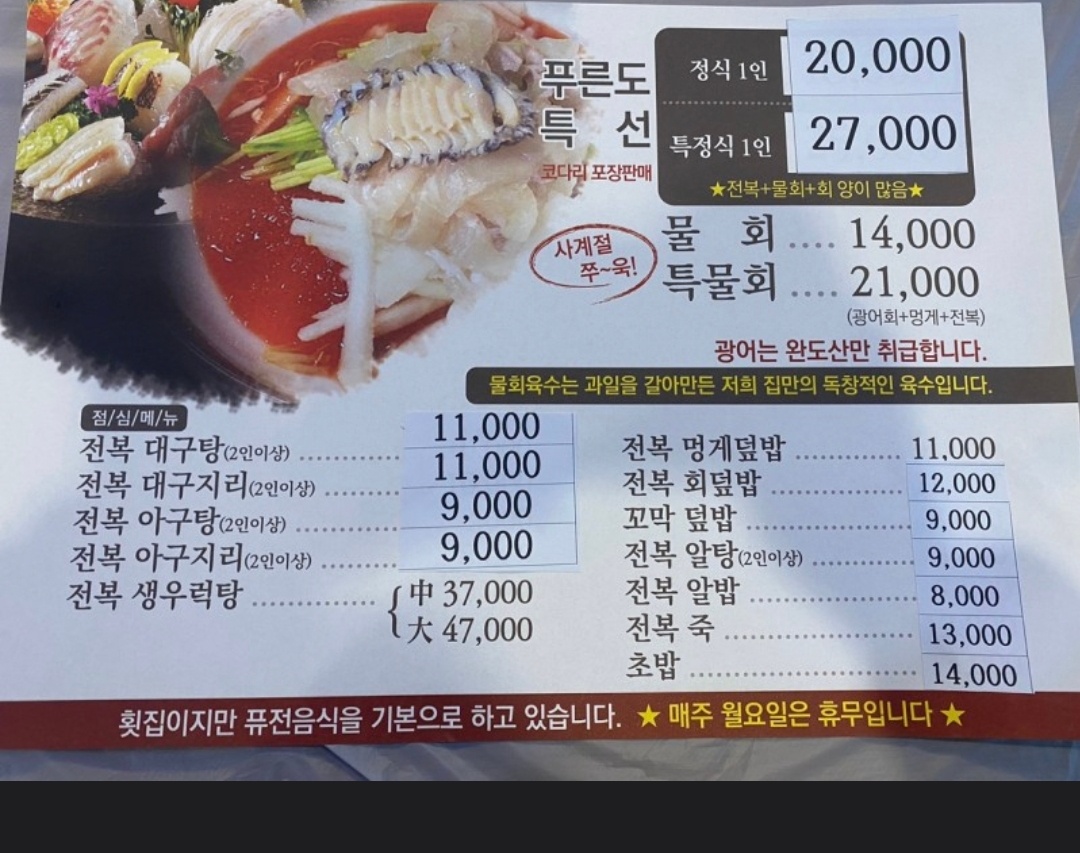 푸른도
특 선
코다리 포장판매
정식 1인 20,000
특정식 1인 27,000
★전복+물회+회 양이 많음★
사계절
쭈~욱!
물 회 .... 14,000
특물회 .... 21,000
(광어회+멍게+전복)
광어는 완도산만 취급합니다.
물회육수는 과일을 갈아만든 저희 집만의 독창적인 육수입니다.
점/심/메/뉴
전복 대구탕(2인이상) ........... 11,000
전복 대구지리(2인이상) ........ 11,000
전복 아구탕(2인이상) ........... 9,000
전복 아구지리(2인이상) ........ 9,000
전복 생우럭탕 ............... { 中 37,000
大 47,000
전복 멍게덮밥 ............ 11,000
전복 회덮밥 ............... 12,000
꼬막 덮밥 .................. 9,000
전복 알탕(2인이상) ............ 9,000
전복 알밥 .................. 8,000
전복 죽 ..................... 13,000
초밥 ........................ 14,000
횟집이지만 퓨전음식을 기본으로 하고 있습니다. ★ 매주 월요일은 휴무입니다 ★